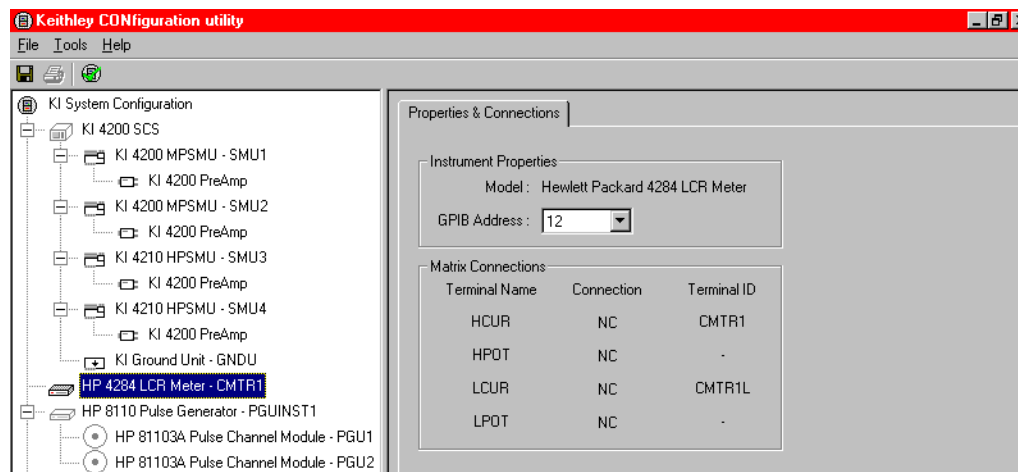 Keithley CONfiguration utility
File Tools Help
KI System Configuration
KI 4200 SCS
KI 4200 MPSMU - SMU1
KI 4200 PreAmp
KI 4200 MPSMU - SMU2
KI 4200 PreAmp
KI 4210 HPSMU - SMU3
KI 4200 PreAmp
KI 4210 HPSMU - SMU4
KI 4200 PreAmp
KI Ground Unit - GNDU
HP 4284 LCR Meter - CMTR1
HP 8110 Pulse Generator - PGUINST1
HP 81103A Pulse Channel Module - PGU1
HP 81103A Pulse Channel Module - PGU2
Properties & Connections
Instrument Properties
Model : Hewlett Packard 4284 LCR Meter
GPIB Address : 12
Matrix Connections
Terminal Name Connection Terminal ID
HCUR NC CMTR1
HPOT NC -
LCUR NC CMTR1L
LPOT NC -